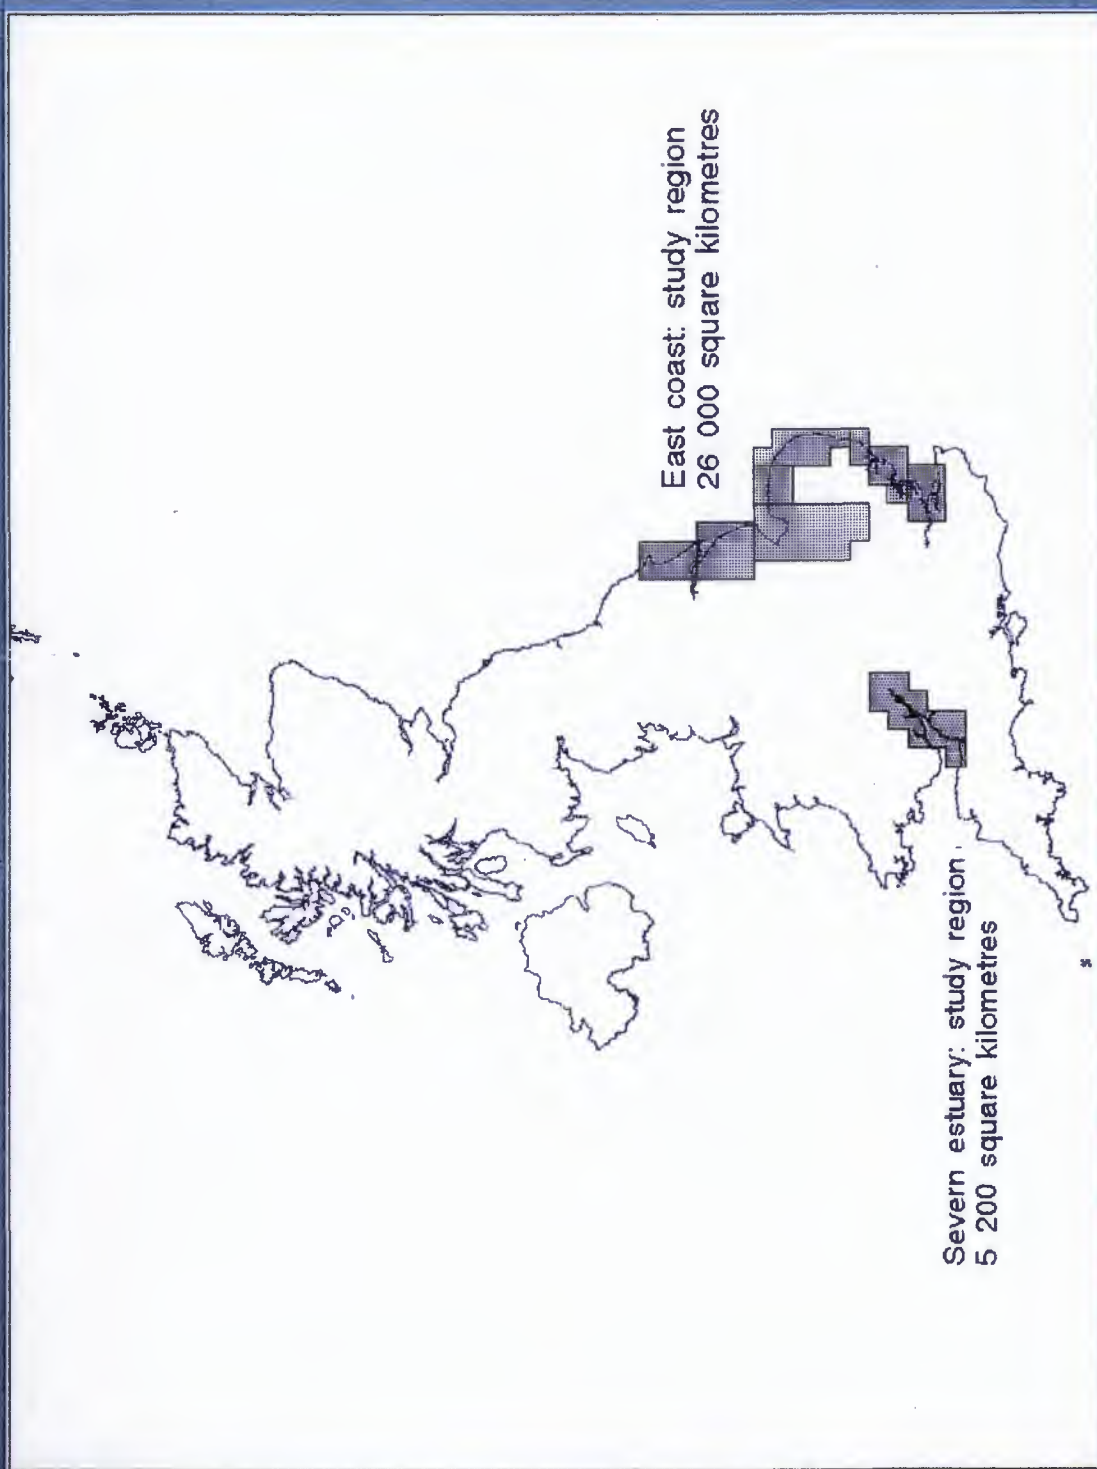 East coast: study region
26 000 square kilometres
Severn estuary: study region
5 200 square kilometres